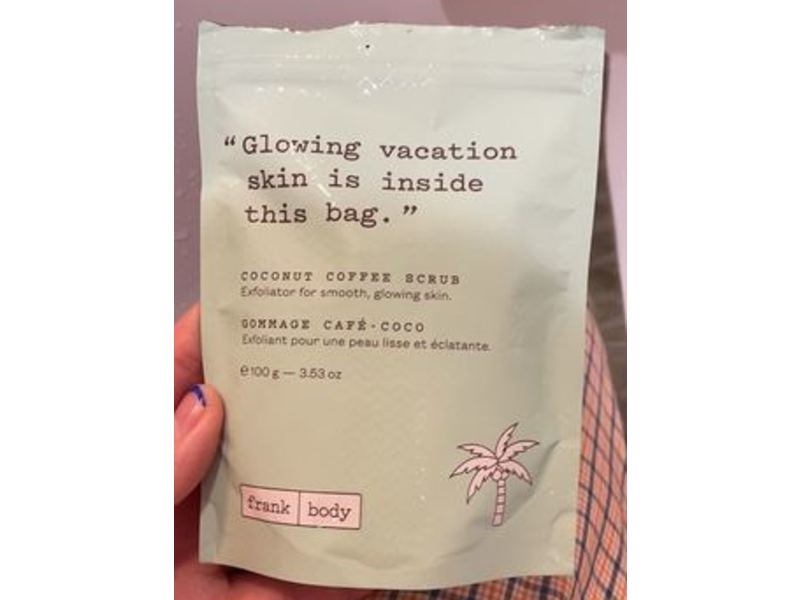 “Glowing vacation
skin is inside
this bag.”
COCONUT COFFEE SCRUB
Exfoliator for smooth, glowing skin.
GOMMAGE CAFÉ-COCO
Exfoliant pour une peau lisse et éclatante.
℮100 g — 3.53 oz
frank body